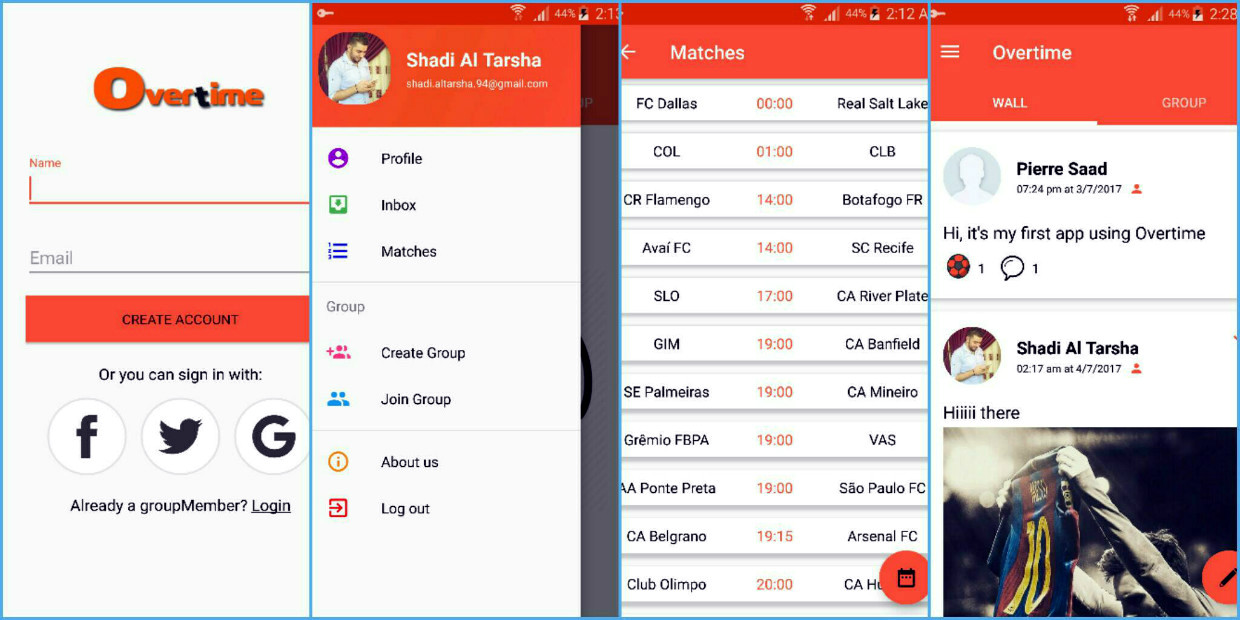 Overtime
Name
Email
CREATE ACCOUNT
Or you can sign in with:
Already a groupMember? Login
44% 2:13
Shadi Al Tarsha
shadi.altarsha.94@gmail.com
Profile
Inbox
Matches
Group
Create Group
Join Group
About us
Log out
44% 2:12 A
Matches
FC Dallas 00:00 Real Salt Lake
COL 01:00 CLB
CR Flamengo 14:00 Botafogo FR
Avaí FC 14:00 SC Recife
SLO 17:00 CA River Plate
GIM 19:00 CA Banfield
SE Palmeiras 19:00 CA Mineiro
Grêmio FBPA 19:00 VAS
AA Ponte Preta 19:00 São Paulo FC
CA Belgrano 19:15 Arsenal FC
Club Olimpo 20:00 CA Hu
44% 2:28
Overtime
WALL GROUP
Pierre Saad
07:24 pm at 3/7/2017
Hi, it's my first app using Overtime
1 1
Shadi Al Tarsha
02:17 am at 4/7/2017
Hiiiii there
MESSI
10